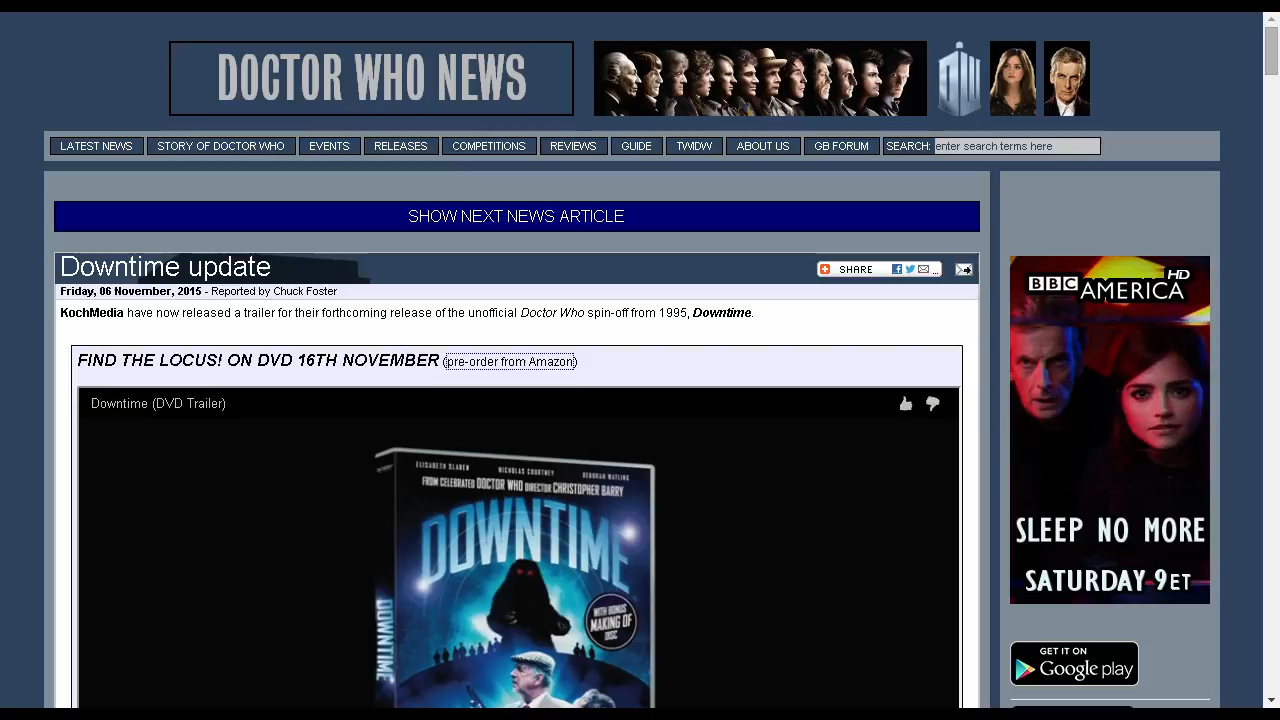 DOCTOR WHO NEWS
DW
LATEST NEWS
STORY OF DOCTOR WHO
EVENTS
RELEASES
COMPETITIONS
REVIEWS
GUIDE
TWIDW
ABOUT US
GB FORUM
SEARCH: enter search terms here
SHOW NEXT NEWS ARTICLE
Downtime update
SHARE ...
Friday, 06 November, 2015 - Reported by Chuck Foster
KochMedia have now released a trailer for their forthcoming release of the unofficial Doctor Who spin-off from 1995, Downtime.
FIND THE LOCUS! ON DVD 16TH NOVEMBER (pre-order from Amazon)
Downtime (DVD Trailer)
ELISABETH SLADEN NICHOLAS COURTNEY DEBORAH WATLING
FROM CELEBRATED DOCTOR WHO DIRECTOR CHRISTOPHER BARRY
DOWNTIME
WITH BONUS
MAKING OF
DISC
DOWNTIME
BBC AMERICA HD
SLEEP NO MORE
SATURDAY 9ET
GET IT ON
Google play